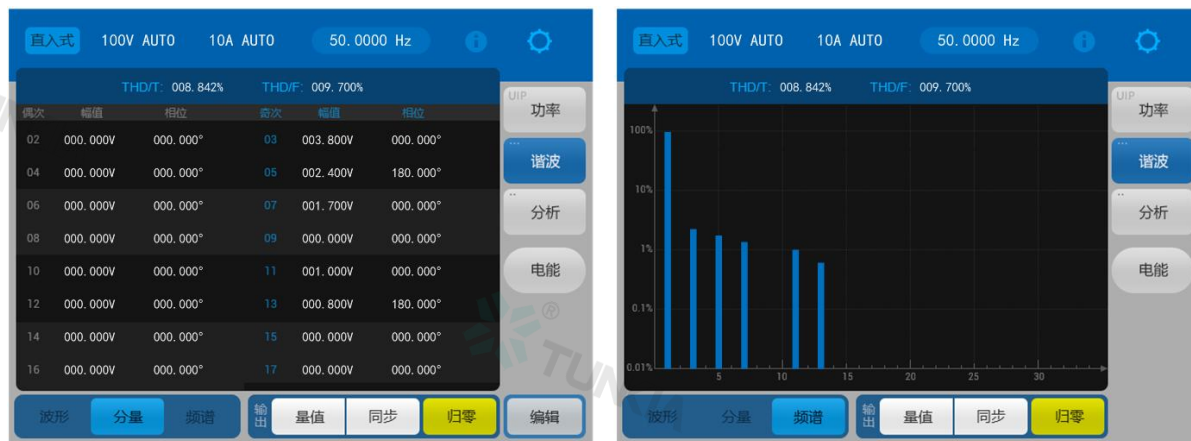 直入式 100V AUTO 10A AUTO 50.0000 Hz
THD/T: 008.842% THD/F: 009.700%
偶次 幅值 相位 奇次 幅值 相位
02 000.000V 000.000° 03 003.800V 000.000°
04 000.000V 000.000° 05 002.400V 180.000°
06 000.000V 000.000° 07 001.700V 000.000°
08 000.000V 000.000° 09 000.000V 000.000°
10 000.000V 000.000° 11 001.000V 000.000°
12 000.000V 000.000° 13 000.800V 180.000°
14 000.000V 000.000° 15 000.000V 000.000°
16 000.000V 000.000° 17 000.000V 000.000°
UIP
功率
谐波
分析
电能
波形 分量 频谱 输出 量值 同步 归零 编辑
直入式 100V AUTO 10A AUTO 50.0000 Hz
THD/T: 008.842% THD/F: 009.700%
100%
10%
1%
0.1%
0.01%
5 10 15 20 25 30
UIP
功率
谐波
分析
电能
波形 分量 频谱 输出 量值 同步 归零
®